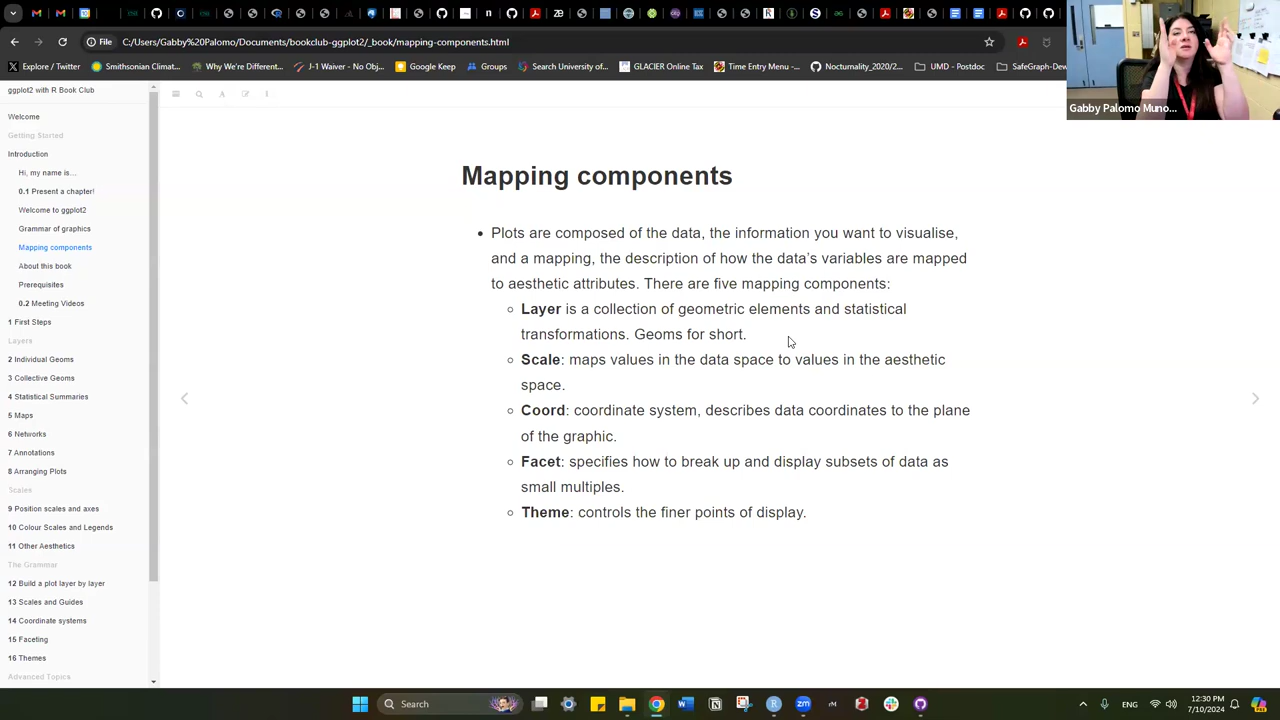 File
C:/Users/Gabby%20Palomo/Documents/bookclub-ggplot2/_book/mapping-components.html
Explore / Twitter
Smithsonian Climat...
Why We're Different...
J-1 Waiver - No Obj...
Google Keep
Search University of...
GLACIER Online Tax
Time Entry Menu -...
Nocturnality_2020/2...
UMD - Postdoc
SafeGraph-Dew
Gabby Palomo Muno...
ggplot2 with R Book Club
Welcome
Getting Started
Introduction
Hi, my name is...
0.1 Present a chapter!
Welcome to ggplot2
Grammar of graphics
Mapping components
About this book
Prerequisites
0.2 Meeting Videos
1 First Steps
Layers
2 Individual Geoms
3 Collective Geoms
4 Statistical Summaries
5 Maps
6 Networks
7 Annotations
8 Arranging Plots
Scales
9 Position scales and axes
10 Colour Scales and Legends
11 Other Aesthetics
The Grammar
12 Build a plot layer by layer
13 Scales and Guides
14 Coordinate systems
15 Faceting
16 Themes
Advanced Topics
Mapping components
• Plots are composed of the data, the information you want to visualise,
and a mapping, the description of how the data's variables are mapped
to aesthetic attributes. There are five mapping components:
○ Layer is a collection of geometric elements and statistical
transformations. Geoms for short.
○ Scale: maps values in the data space to values in the aesthetic
space.
○ Coord: coordinate system, describes data coordinates to the plane
of the graphic.
○ Facet: specifies how to break up and display subsets of data as
small multiples.
○ Theme: controls the finer points of display.
Search
ENG
12:30 PM
7/10/2024